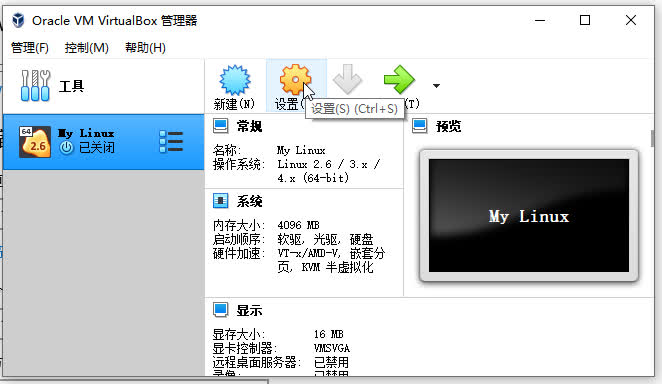 Oracle VM VirtualBox 管理器
管理(F) 控制(M) 帮助(H)
工具
新建(N) 设置( (T)
设置(S) (Ctrl+S)
64
2.6
My Linux
已关闭
常规
名称: My Linux
操作系统: Linux 2.6 / 3.x /
4.x (64-bit)
系统
内存大小: 4096 MB
启动顺序: 软驱, 光驱, 硬盘
硬件加速: VT-x/AMD-V, 嵌套分
页, KVM 半虚拟化
预览
My Linux
显示
显存大小: 16 MB
显卡控制器: VMSVGA
远程桌面服务器: 已禁用
录像: 已禁用